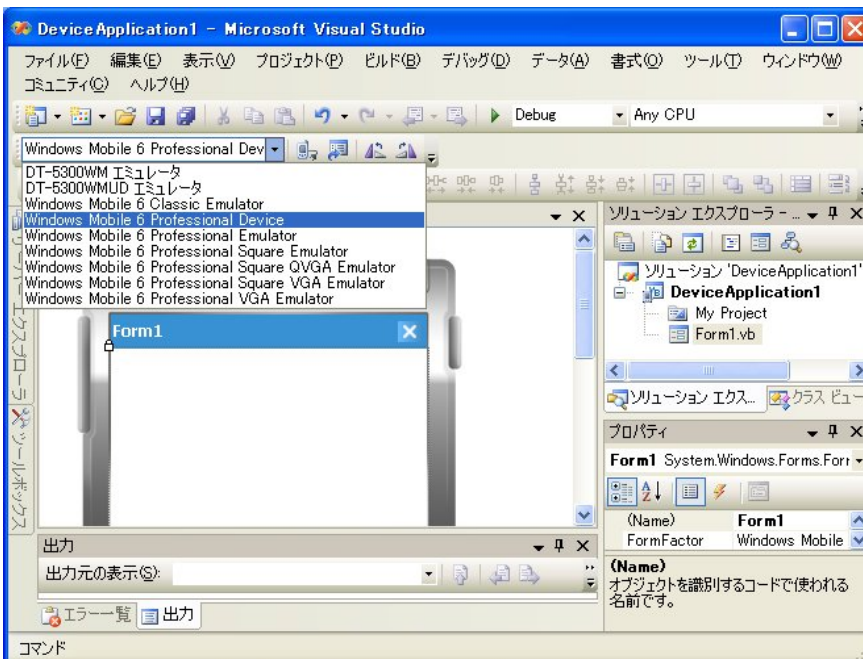 DeviceApplication1 - Microsoft Visual Studio
ファイル(F) 編集(E) 表示(V) プロジェクト(P) ビルド(B) デバッグ(D) データ(A) 書式(O) ツール(T) ウィンドウ(W)
コミュニティ(C) ヘルプ(H)
Debug Any CPU
Windows Mobile 6 Professional Dev
DT-5300WM エミュレータ
DT-5300WMUD エミュレータ
Windows Mobile 6 Classic Emulator
Windows Mobile 6 Professional Device
Windows Mobile 6 Professional Emulator
Windows Mobile 6 Professional Square Emulator
Windows Mobile 6 Professional Square QVGA Emulator
Windows Mobile 6 Professional Square VGA Emulator
Windows Mobile 6 Professional VGA Emulator
エクスプローラ
ツールボックス
Form1
ソリューション エクスプローラ - ...
ソリューション 'DeviceApplication1'
DeviceApplication1
My Project
Form1.vb
ソリューション エクス... クラス ビュー
プロパティ
Form1 System.Windows.Forms.Forr
(Name) Form1
FormFactor Windows Mobile
(Name)
オブジェクトを識別するコードで使われる
名前です。
出力
出力元の表示(S):
エラー一覧 出力
コマンド